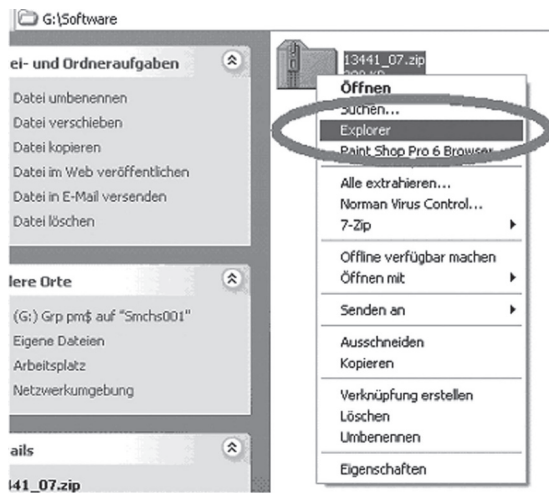 G:\Software
ei- und Ordneraufgaben
Datei umbenennen
Datei verschieben
Datei kopieren
Datei im Web veröffentlichen
Datei in E-Mail versenden
Datei löschen
lere Orte
(G:) Grp pm$ auf "Smchs001"
Eigene Dateien
Arbeitsplatz
Netzwerkumgebung
ails
441_07.zip
13441_07.zip
Öffnen
Suchen...
Explorer
Paint Shop Pro 6 Browser
Alle extrahieren...
Norman Virus Control...
7-Zip
Offline verfügbar machen
Öffnen mit
Senden an
Ausschneiden
Kopieren
Verknüpfung erstellen
Löschen
Umbenennen
Eigenschaften